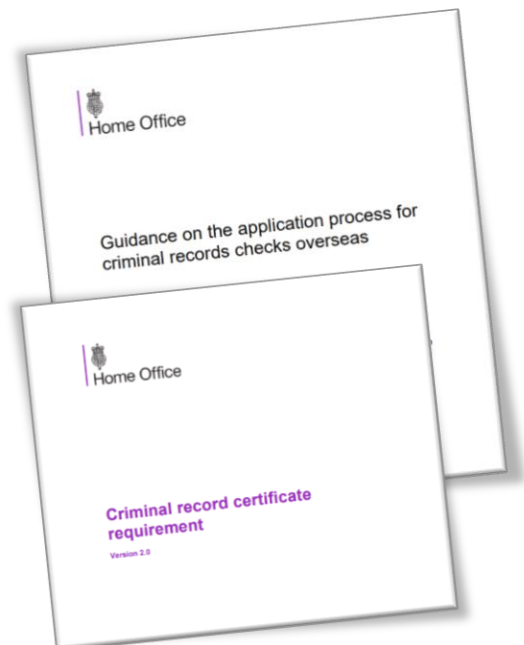 Home Office
Guidance on the application process for
criminal records checks overseas
Home Office
Criminal record certificate
requirement
Version 2.0